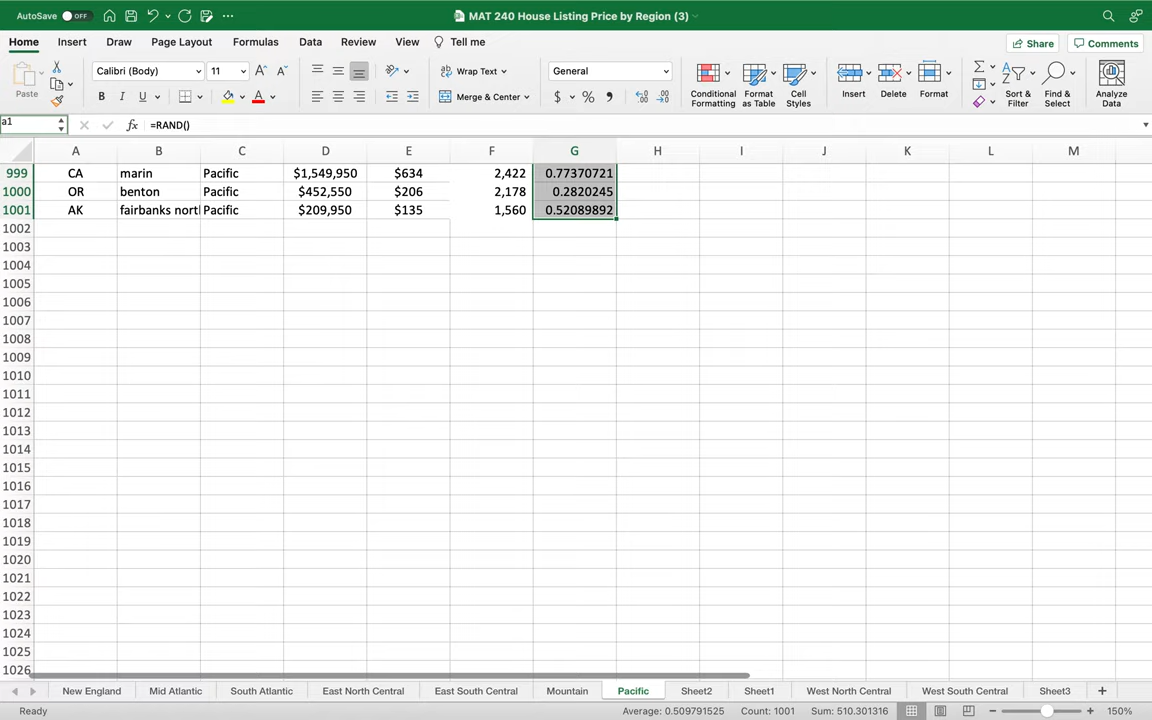 AutoSave OFF MAT 240 House Listing Price by Region (3)
Home Insert Draw Page Layout Formulas Data Review View Tell me Share Comments
Paste Calibri (Body) 11 A A Wrap Text General Conditional Formatting Format as Table Cell Styles Insert Delete Format Sort & Filter Find & Select Analyze Data
B I U A Merge & Center $ % 9
a1 fx =RAND()
A B C D E F G H I J K L M
999 CA marin Pacific $1,549,950 $634 2,422 0.77370721
1000 OR benton Pacific $452,550 $206 2,178 0.2820245
1001 AK fairbanks nort Pacific $209,950 $135 1,560 0.52089892
1002
1003
1004
1005
1006
1007
1008
1009
1010
1011
1012
1013
1014
1015
1016
1017
1018
1019
1020
1021
1022
1023
1024
1025
1026
New England Mid Atlantic South Atlantic East North Central East South Central Mountain Pacific Sheet2 Sheet1 West North Central West South Central Sheet3 +
Ready Average: 0.509791525 Count: 1001 Sum: 510.301316 – + 150%